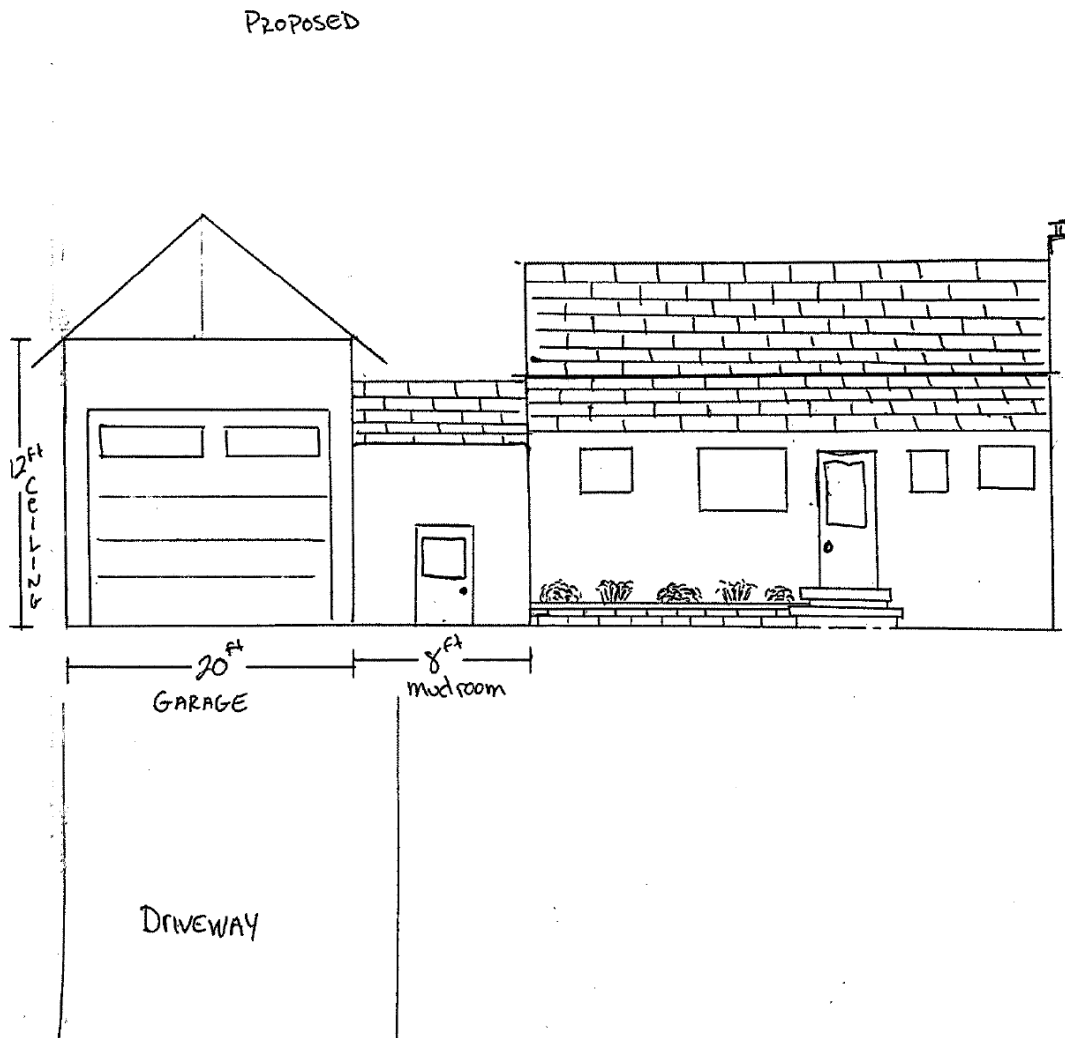 PROPOSED
12ft CEILING
20ft
GARAGE
8ft
mudroom
DRIVEWAY